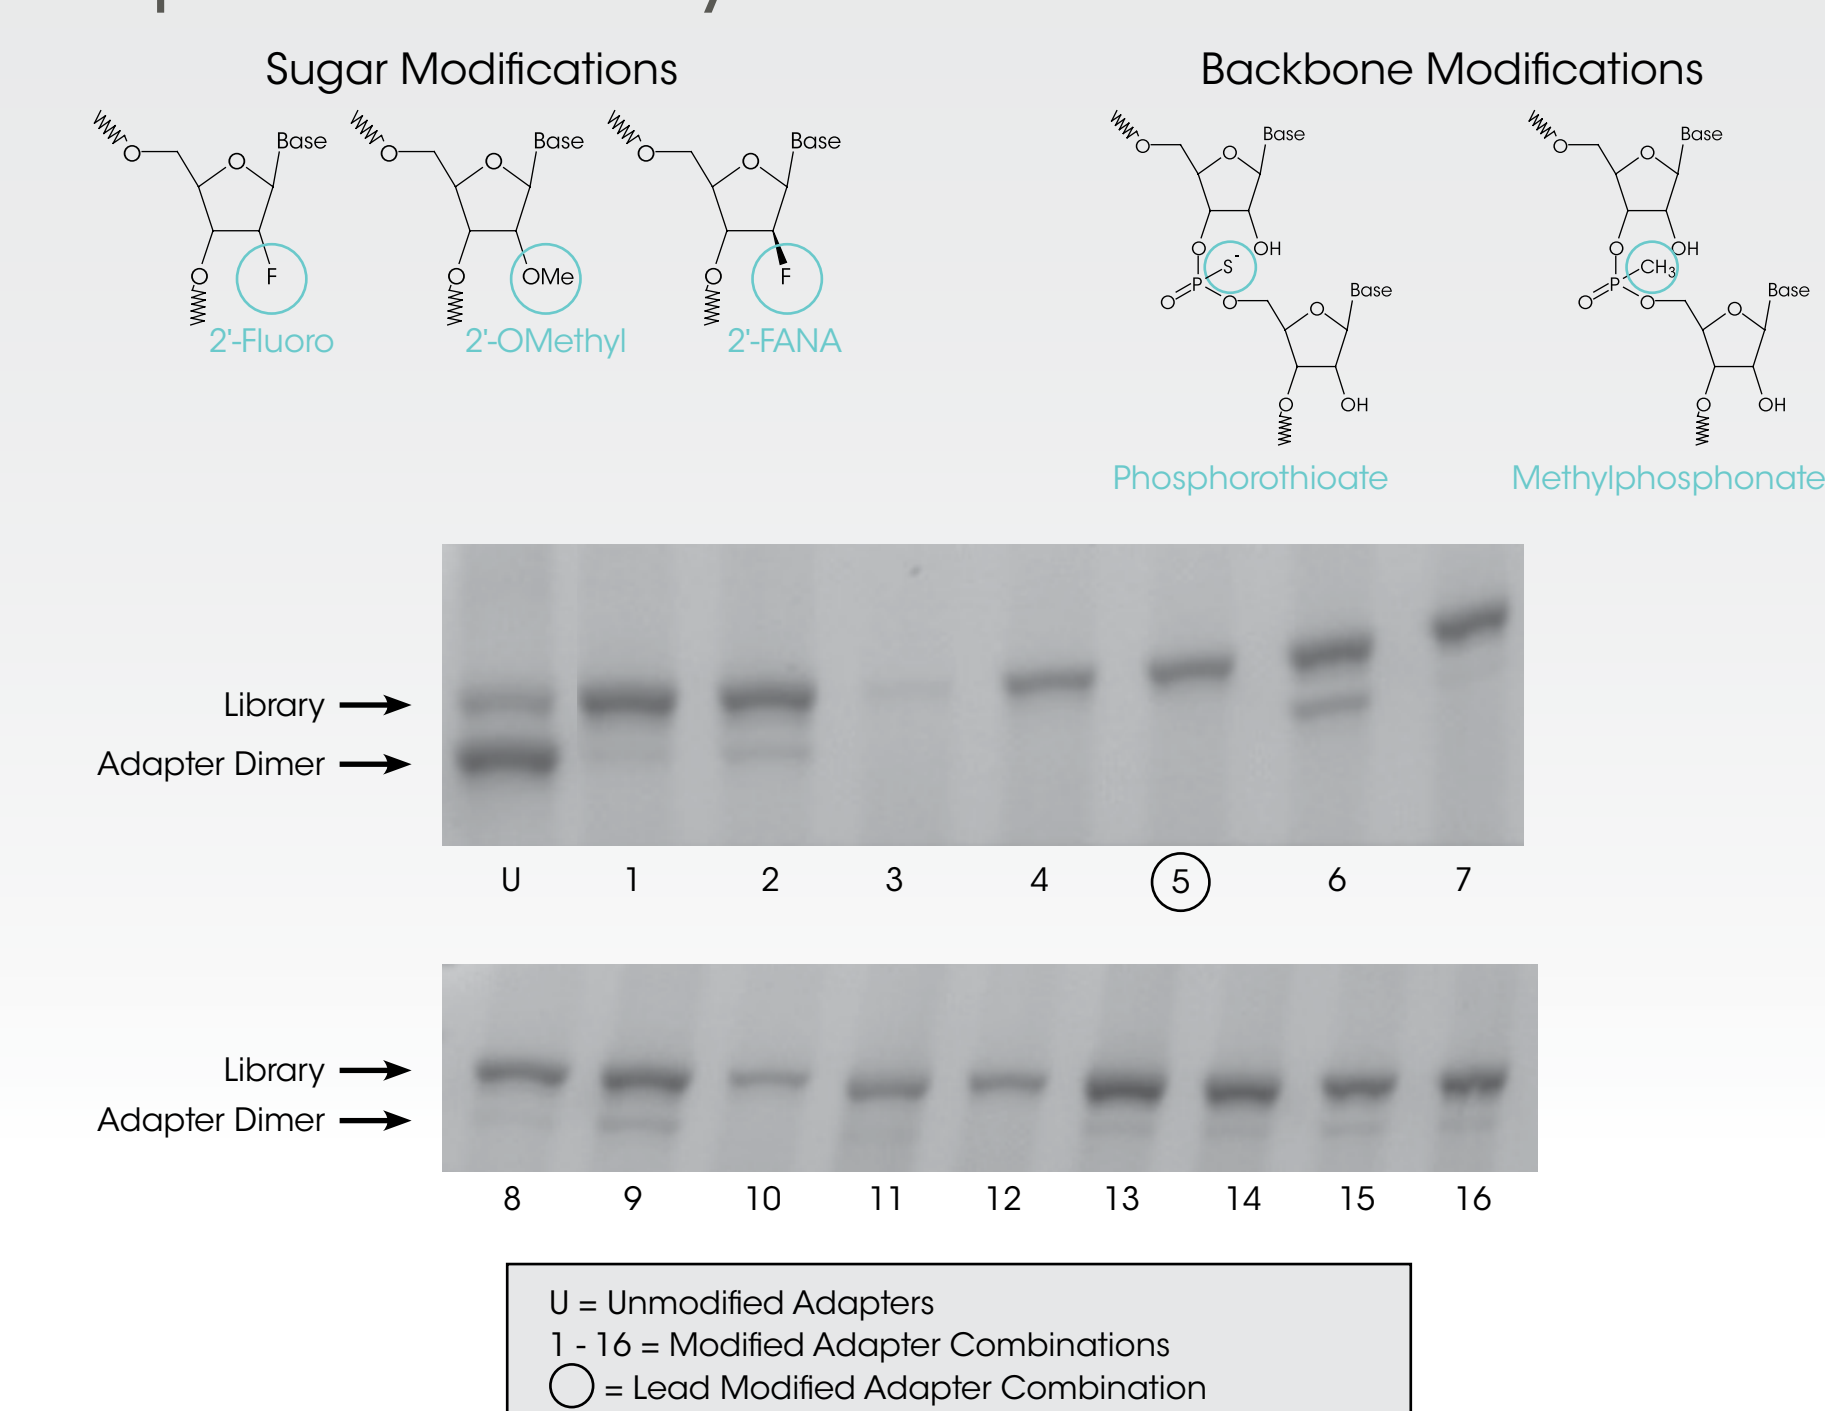 Sugar Modifications
Backbone Modifications
O
O
Base
O
F
2'-Fluoro
O
O
Base
O
OMe
2'-OMethyl
O
O
Base
O
F
2'-FANA
O
O
Base
O
OH
S-
P
O
O
O
Base
O
OH
Phosphorothioate
O
O
Base
O
OH
CH3
P
O
O
O
Base
O
OH
Methylphosphonate
Library
Adapter Dimer
U 1 2 3 4 5 6 7
Library
Adapter Dimer
8 9 10 11 12 13 14 15 16
U = Unmodified Adapters
1 - 16 = Modified Adapter Combinations
= Lead Modified Adapter Combination